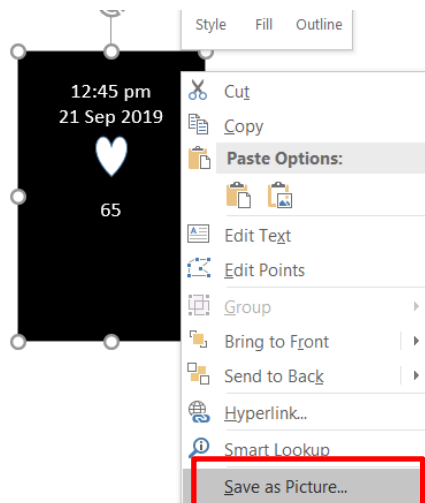 Style Fill Outline
12:45 pm
21 Sep 2019
65
Cut
Copy
Paste Options:
Edit Text
Edit Points
Group
Bring to Front
Send to Back
Hyperlink...
Smart Lookup
Save as Picture...